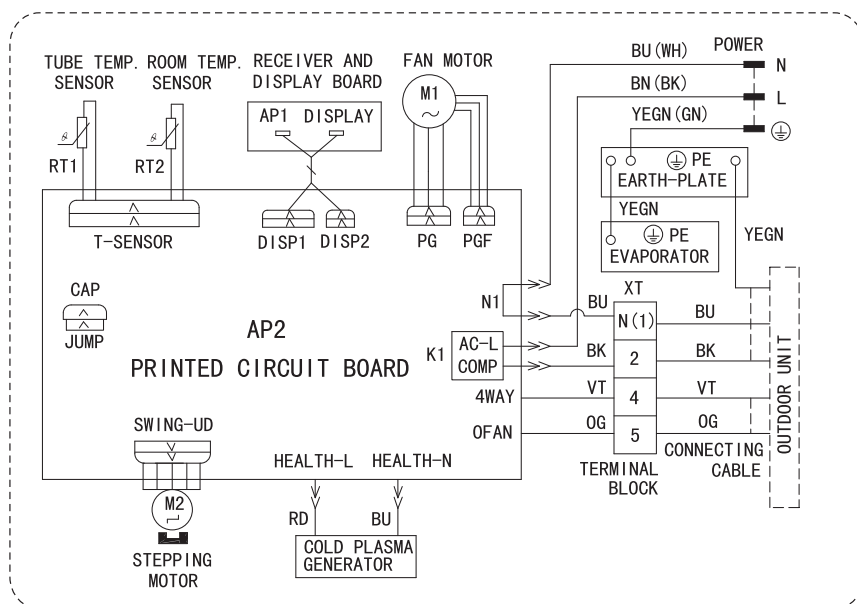 TUBE TEMP. SENSOR
ROOM TEMP. SENSOR
RECEIVER AND DISPLAY BOARD
FAN MOTOR
BU(WH)
POWER
N
BN(BK)
L
YEGN(GN)
RT1
RT2
AP1 DISPLAY
M1
PE
EARTH-PLATE
YEGN
PE
EVAPORATOR
YEGN
T-SENSOR
DISP1
DISP2
PG
PGF
CAP
JUMP
AP2
PRINTED CIRCUIT BOARD
N1
BU
XT
N(1)
BU
K1
AC-L
COMP
BK
2
BK
4WAY
VT
4
VT
OFAN
OG
5
OG
OUTDOOR UNIT
TERMINAL
BLOCK
CONNECTING
CABLE
SWING-UD
M2
STEPPING
MOTOR
HEALTH-L
HEALTH-N
RD
BU
COLD PLASMA
GENERATOR